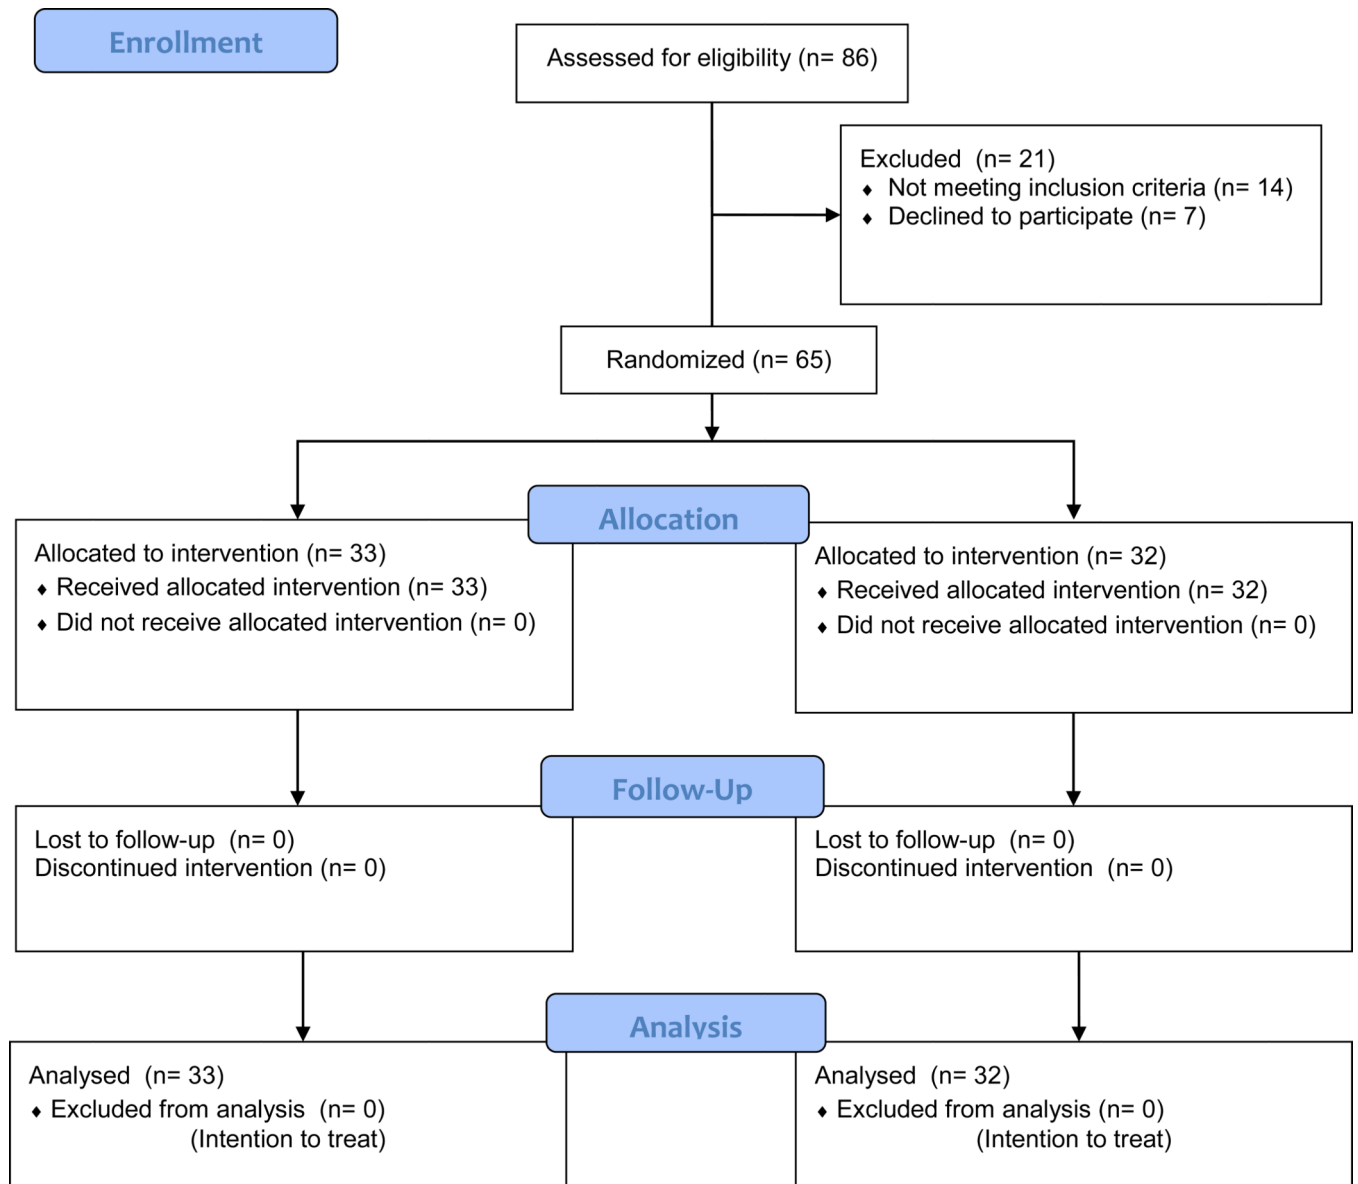 Enrollment
Assessed for eligibility (n= 86)
Excluded (n= 21)
♦ Not meeting inclusion criteria (n= 14)
♦ Declined to participate (n= 7)
Randomized (n= 65)
Allocation
Allocated to intervention (n= 33)
♦ Received allocated intervention (n= 33)
♦ Did not receive allocated intervention (n= 0)
Allocated to intervention (n= 32)
♦ Received allocated intervention (n= 32)
♦ Did not receive allocated intervention (n= 0)
Follow-Up
Lost to follow-up (n= 0)
Discontinued intervention (n= 0)
Lost to follow-up (n= 0)
Discontinued intervention (n= 0)
Analysis
Analysed (n= 33)
♦ Excluded from analysis (n= 0)
(Intention to treat)
Analysed (n= 32)
♦ Excluded from analysis (n= 0)
(Intention to treat)